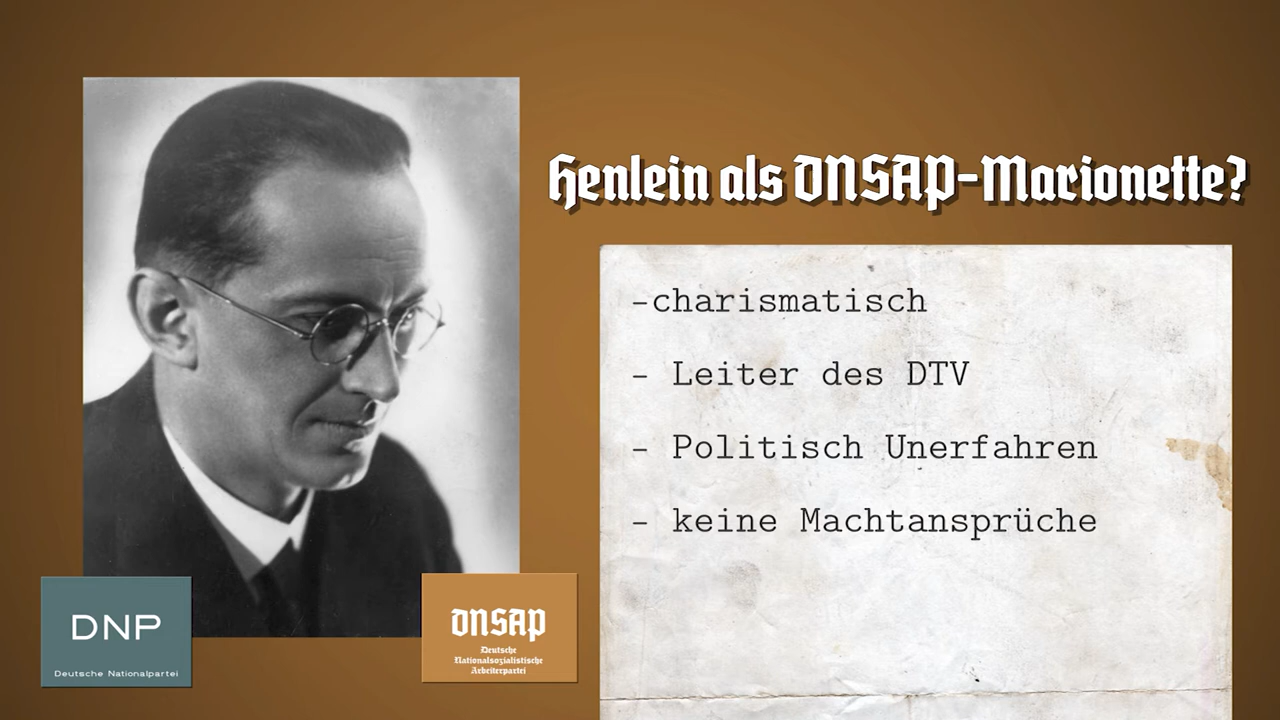 Henlein als DNSAP-Marionette?
-charismatisch
- Leiter des DTV
- Politisch Unerfahren
- keine Machtansprüche
DNP
Deutsche Nationalpartei
DNSAP
Deutsche
Nationalsozialistische
Arbeiterpartei